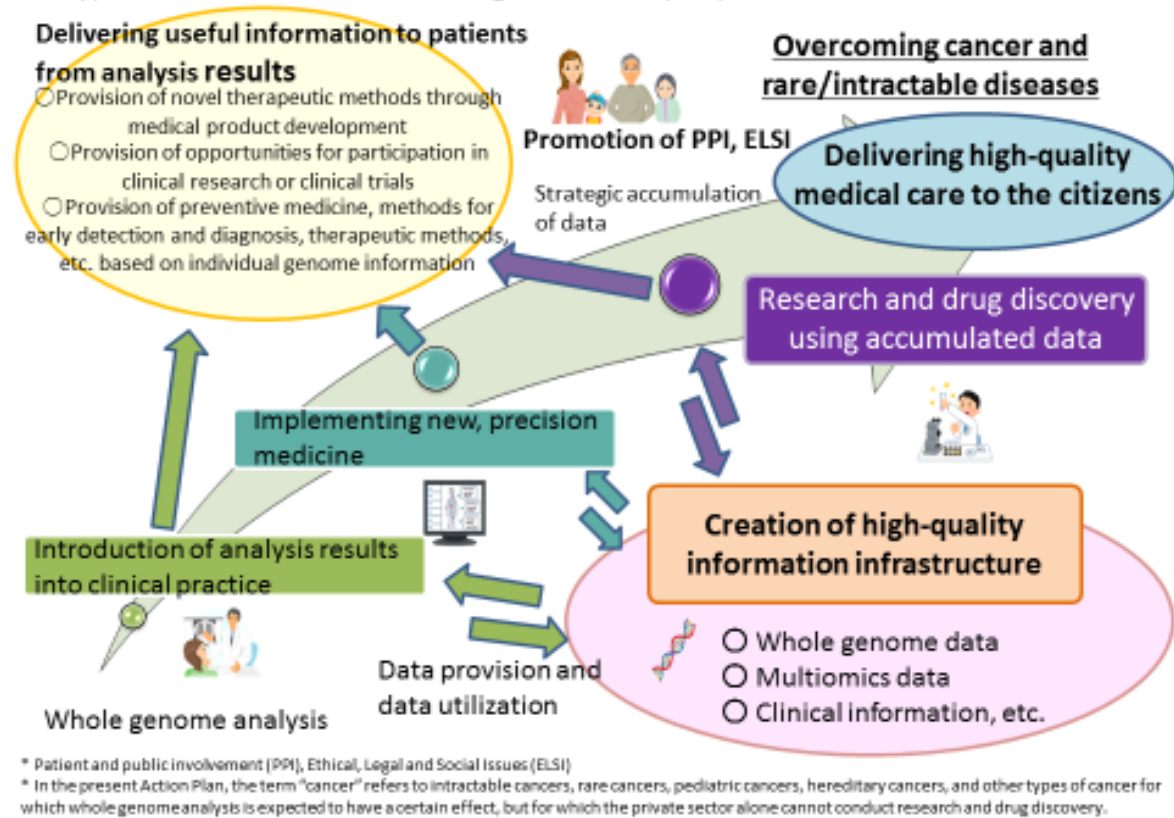 Delivering useful information to patients
from analysis results
○Provision of novel therapeutic methods through
medical product development
○Provision of opportunities for participation in
clinical research or clinical trials
○Provision of preventive medicine, methods for
early detection and diagnosis, therapeutic methods,
etc. based on individual genome information
Promotion of PPI, ELSI
Strategic accumulation
of data
Overcoming cancer and
rare/intractable diseases
Delivering high-quality
medical care to the citizens
Research and drug discovery
using accumulated data
Implementing new, precision
medicine
Introduction of analysis results
into clinical practice
Whole genome analysis
Data provision and
data utilization
Creation of high-quality
information infrastructure
○ Whole genome data
○ Multiomics data
○ Clinical information, etc.
* Patient and public involvement (PPI), Ethical, Legal and Social Issues (ELSI)
* In the present Action Plan, the term "cancer" refers to intractable cancers, rare cancers, pediatric cancers, hereditary cancers, and other types of cancer for
which whole genome analysis is expected to have a certain effect, but for which the private sector alone cannot conduct research and drug discovery.